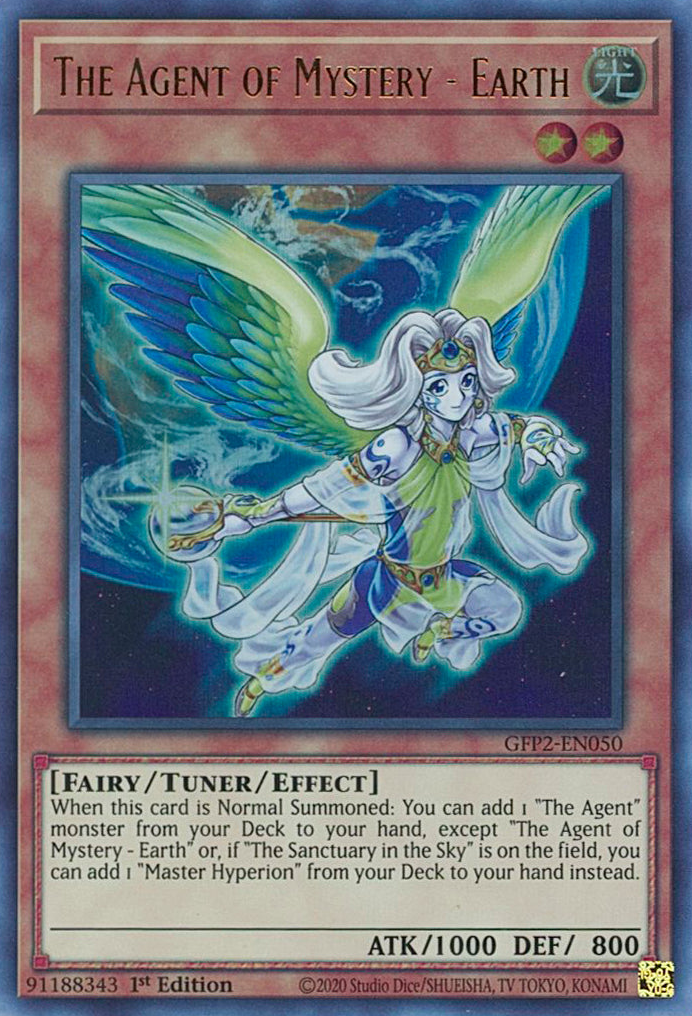 The Agent of Mystery - Earth
LIGHT
光
GFP2-EN050
[Fairy/Tuner/Effect]
When this card is Normal Summoned: You can add 1 "The Agent"
monster from your Deck to your hand, except "The Agent of
Mystery - Earth" or, if "The Sanctuary in the Sky" is on the field, you
can add 1 "Master Hyperion" from your Deck to your hand instead.
ATK/1000 DEF/ 800
91188343 1st Edition ©2020 Studio Dice/SHUEISHA, TV TOKYO, KONAMI